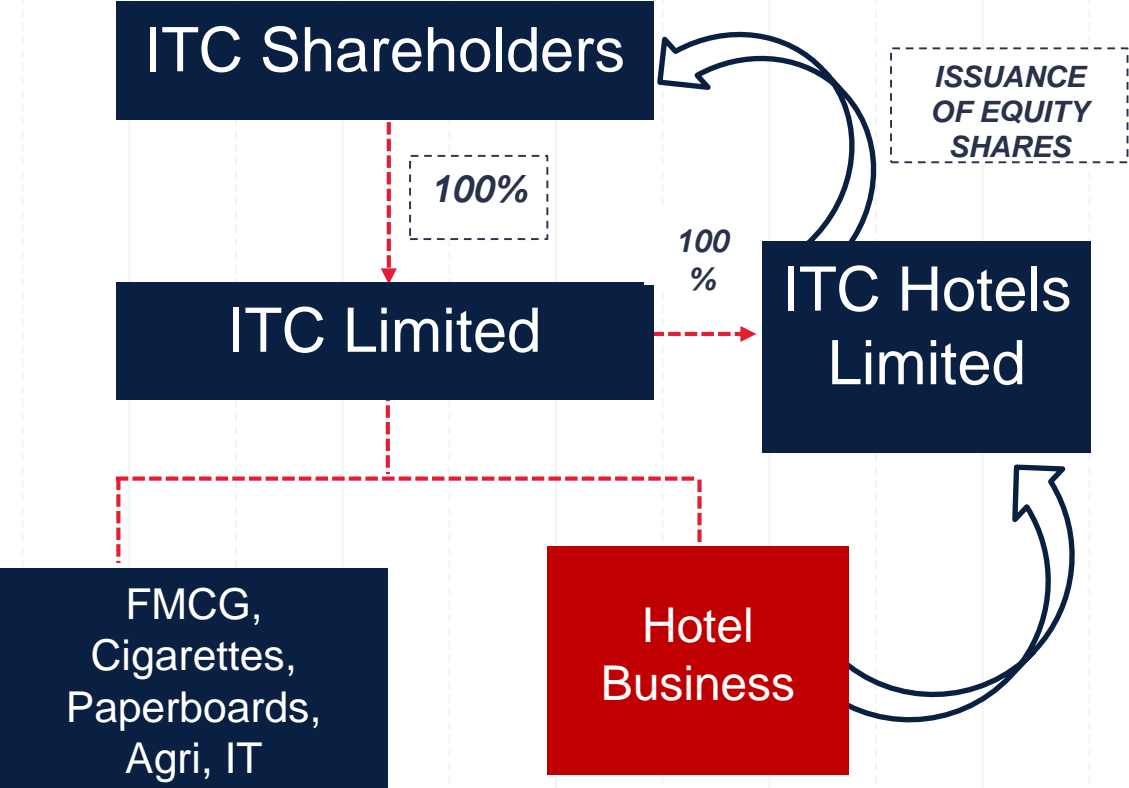 ITC Shareholders
ISSUANCE
OF EQUITY
SHARES
100%
100
%
ITC Limited
ITC Hotels
Limited
FMCG,
Cigarettes,
Paperboards,
Agri, IT
Hotel
Business